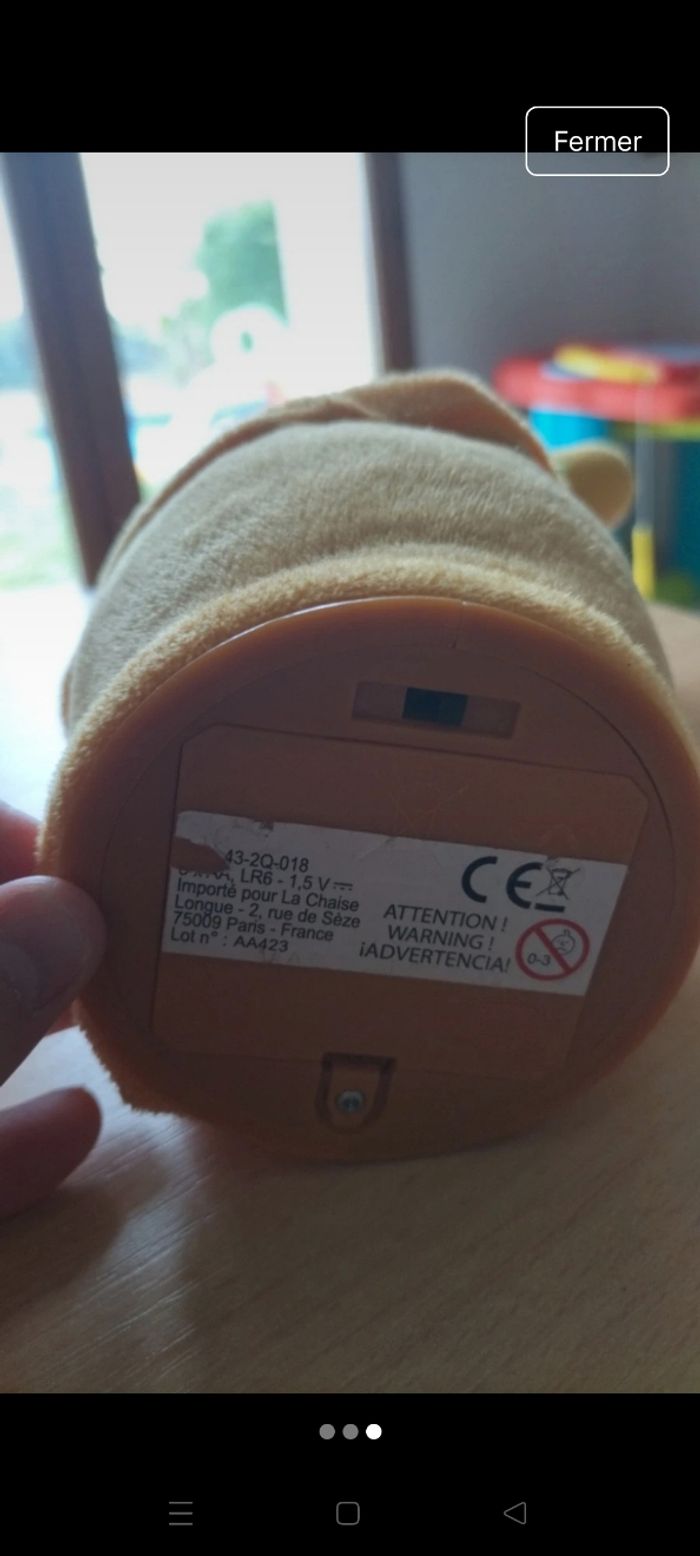 Fermer
43-2Q-018
AA, LR6 - 1,5 V
Importé pour La Chaise
Longue - 2, rue de Sèze
75009 Paris - France
Lot n° : AA423
CE
ATTENTION !
WARNING !
¡ADVERTENCIA!
0-3